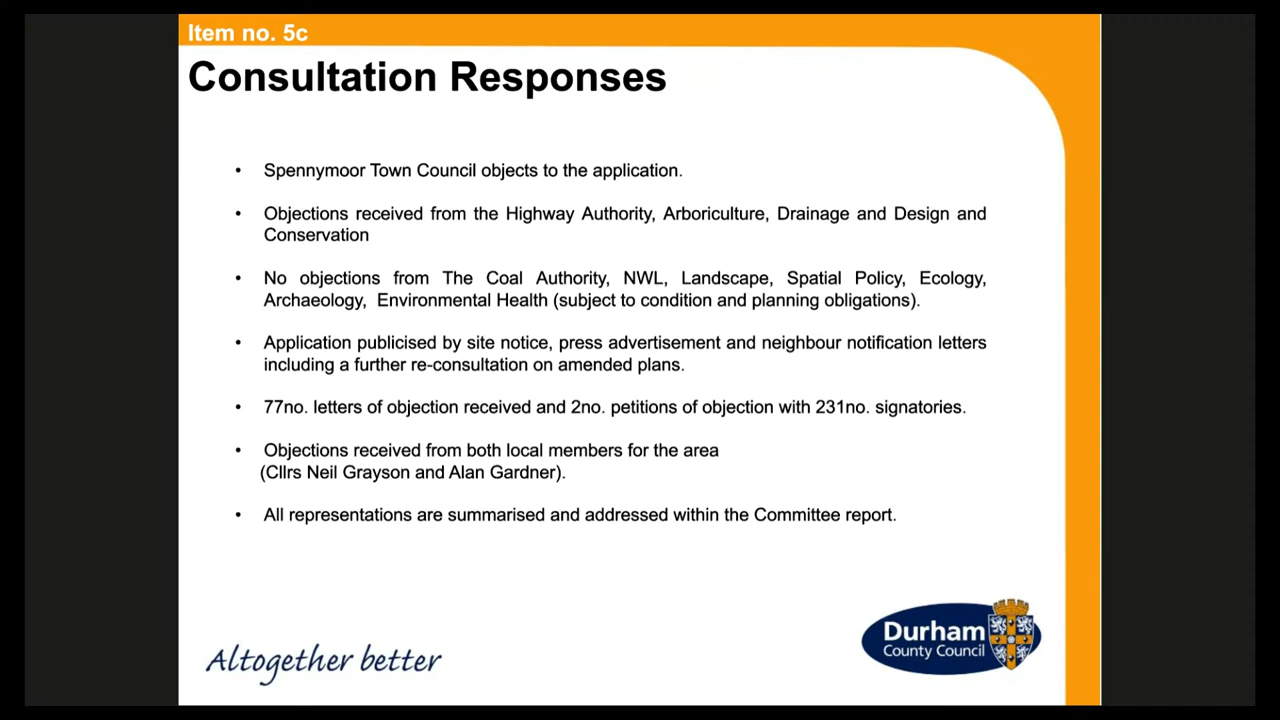 Item no. 5c
Consultation Responses
• Spennymoor Town Council objects to the application.
• Objections received from the Highway Authority, Arboriculture, Drainage and Design and
Conservation
• No objections from The Coal Authority, NWL, Landscape, Spatial Policy, Ecology,
Archaeology, Environmental Health (subject to condition and planning obligations).
• Application publicised by site notice, press advertisement and neighbour notification letters
including a further re-consultation on amended plans.
• 77no. letters of objection received and 2no. petitions of objection with 231no. signatories.
• Objections received from both local members for the area
(Cllrs Neil Grayson and Alan Gardner).
• All representations are summarised and addressed within the Committee report.
Altogether better
Durham
County Council